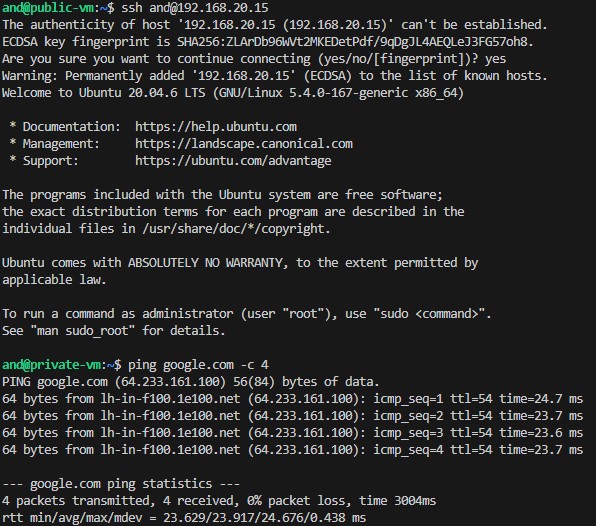 and@public-vm:~$ ssh and@192.168.20.15
The authenticity of host '192.168.20.15 (192.168.20.15)' can't be established.
ECDSA key fingerprint is SHA256:ZLArDb96WVt2MKEDetPdf/9qDgJL4AEQLeJ3FG57oh8.
Are you sure you want to continue connecting (yes/no/[fingerprint])? yes
Warning: Permanently added '192.168.20.15' (ECDSA) to the list of known hosts.
Welcome to Ubuntu 20.04.6 LTS (GNU/Linux 5.4.0-167-generic x86_64)

 * Documentation:  https://help.ubuntu.com
 * Management:     https://landscape.canonical.com
 * Support:        https://ubuntu.com/advantage

The programs included with the Ubuntu system are free software;
the exact distribution terms for each program are described in the
individual files in /usr/share/doc/*/copyright.

Ubuntu comes with ABSOLUTELY NO WARRANTY, to the extent permitted by
applicable law.

To run a command as administrator (user "root"), use "sudo <command>".
See "man sudo_root" for details.

and@private-vm:~$ ping google.com -c 4
PING google.com (64.233.161.100) 56(84) bytes of data.
64 bytes from lh-in-f100.1e100.net (64.233.161.100): icmp_seq=1 ttl=54 time=24.7 ms
64 bytes from lh-in-f100.1e100.net (64.233.161.100): icmp_seq=2 ttl=54 time=23.7 ms
64 bytes from lh-in-f100.1e100.net (64.233.161.100): icmp_seq=3 ttl=54 time=23.6 ms
64 bytes from lh-in-f100.1e100.net (64.233.161.100): icmp_seq=4 ttl=54 time=23.7 ms

--- google.com ping statistics ---
4 packets transmitted, 4 received, 0% packet loss, time 3004ms
rtt min/avg/max/mdev = 23.629/23.917/24.676/0.438 ms